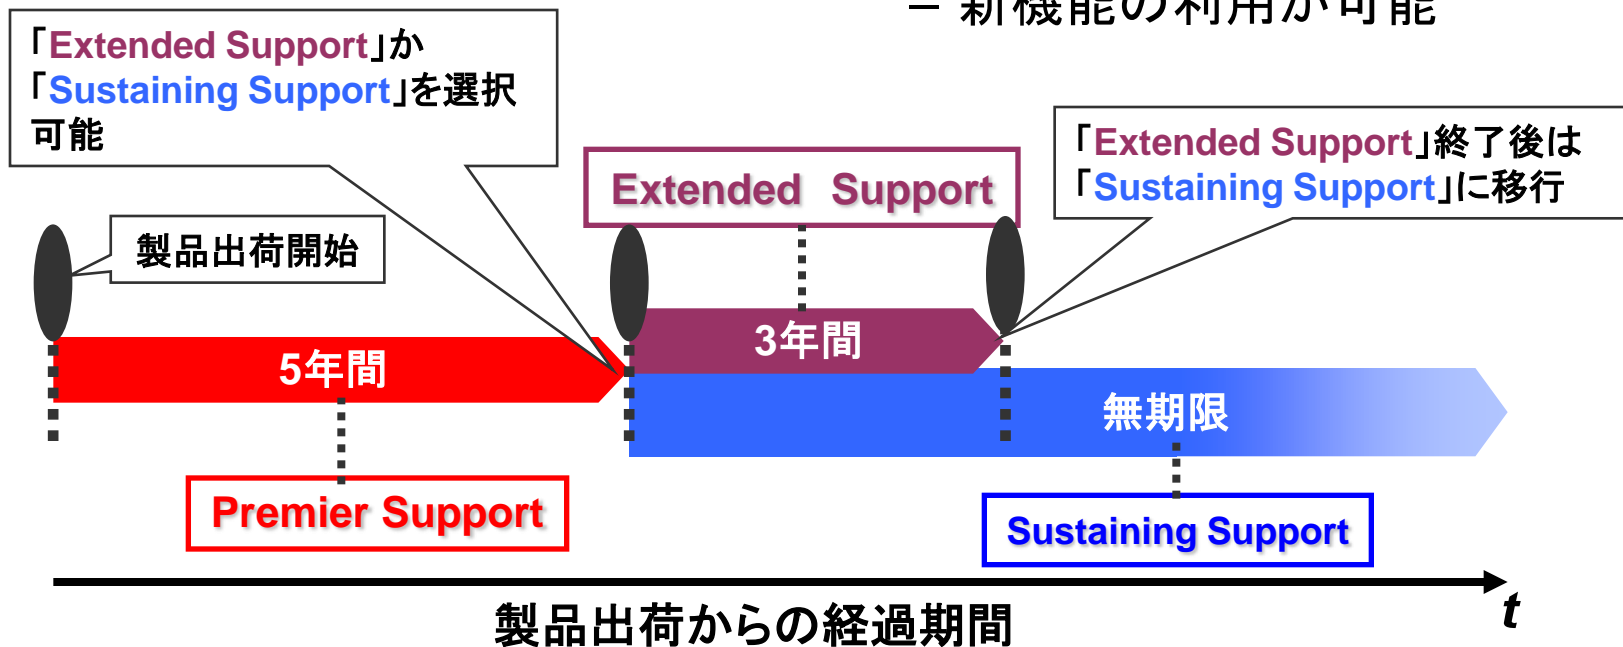 – 新機能の利用が可能
「Extended Support」か
「Sustaining Support」を選択
可能
「Extended Support」終了後は
「Sustaining Support」に移行
Extended Support
製品出荷開始
3年間
5年間
無期限
Premier Support
Sustaining Support
t
製品出荷からの経過期間